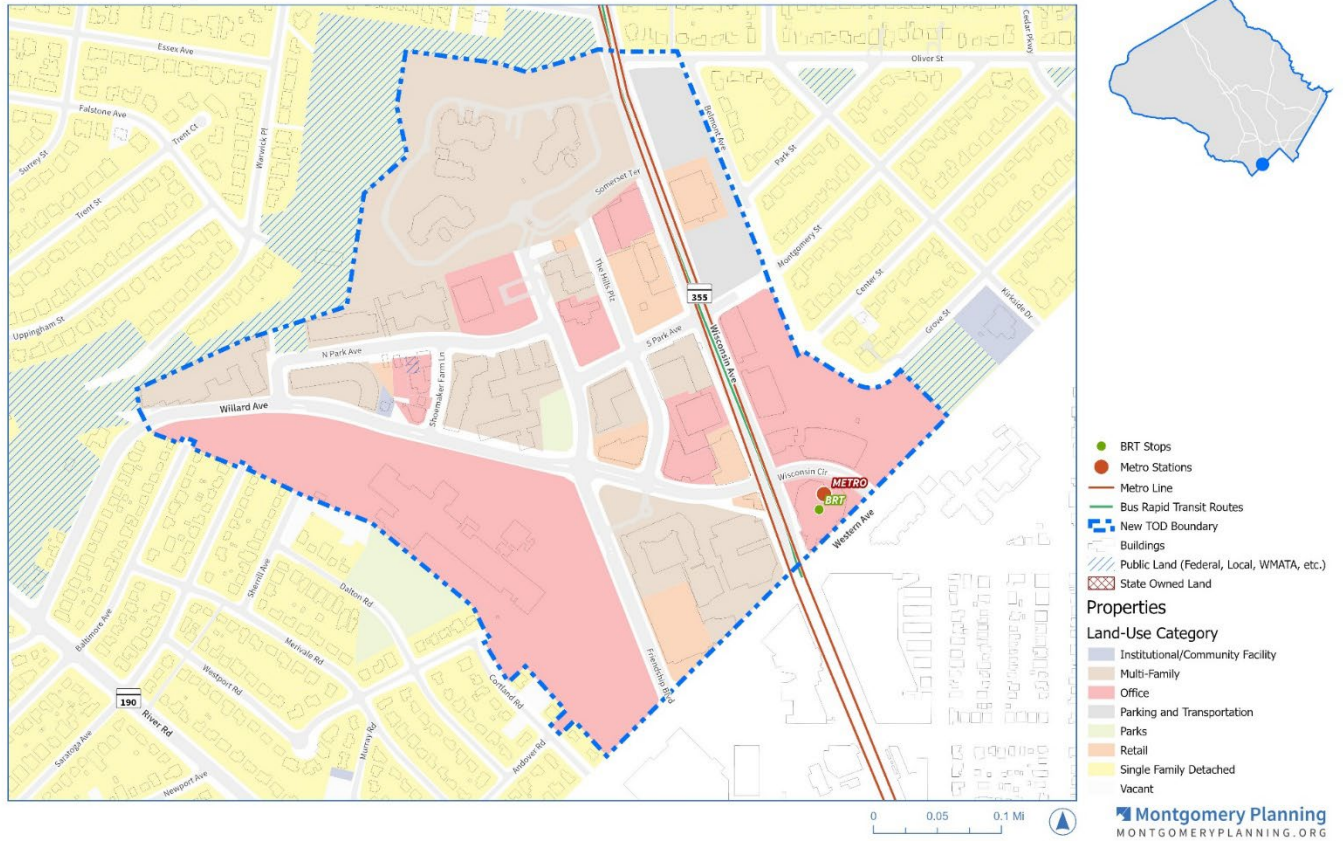 Essex Ave
Cedar Pkwy
Oliver St
Falstone Ave
Trent Ct
Warwick Pl
Belmont Ave
Surrey St
Park St
Trent St
Somerset Ter
Montgomery St
The Hills Plz
Center St
Kirkside Dr
Uppingham St
355
Grove St
S Park Ave
Wisconsin Ave
N Park Ave
Shoemaker Farm Ln
Willard Ave
Wisconsin Cir
METRO
BRT
Western Ave
Sherrill Ave
Dalton Rd
Baltimore Ave
Merivale Rd
Westport Rd
Friendship Blvd
Cortland Rd
190
River Rd
Saratoga Ave
Murray Rd
Andover Rd
Newport Ave
BRT Stops
Metro Stations
Metro Line
Bus Rapid Transit Routes
New TOD Boundary
Buildings
Public Land (Federal, Local, WMATA, etc.)
State Owned Land
Properties
Land-Use Category
Institutional/Community Facility
Multi-Family
Office
Parking and Transportation
Parks
Retail
Single Family Detached
Vacant
0 0.05 0.1 Mi
Montgomery Planning
MONTGOMERYPLANNING.ORG